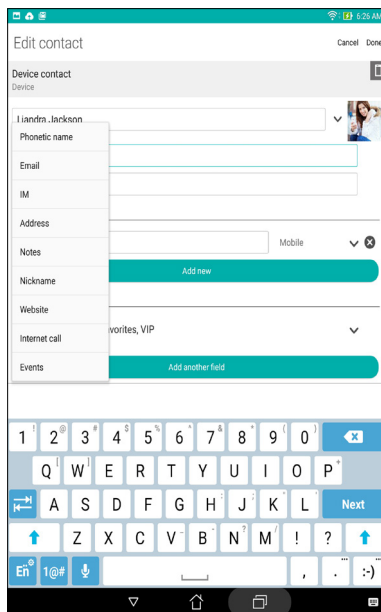 6:26 AM
Edit contact
Cancel Done
Device contact
Device
Liandra Jackson
Phonetic name
Email
IM
Address
Notes
Mobile
Add new
Nickname
Website
vorites, VIP
Internet call
Events
Add another field
1 ! 2 @ 3 # 4 $ 5 % 6 ^ 7 & 8 * 9 ( 0 )
Q [ W ] E R T Y U I O P +
A S D F G H ; J : K ' L " Next
Z X C V - B _ N ? M / ! ?
En 1@# , . ... :-) ...